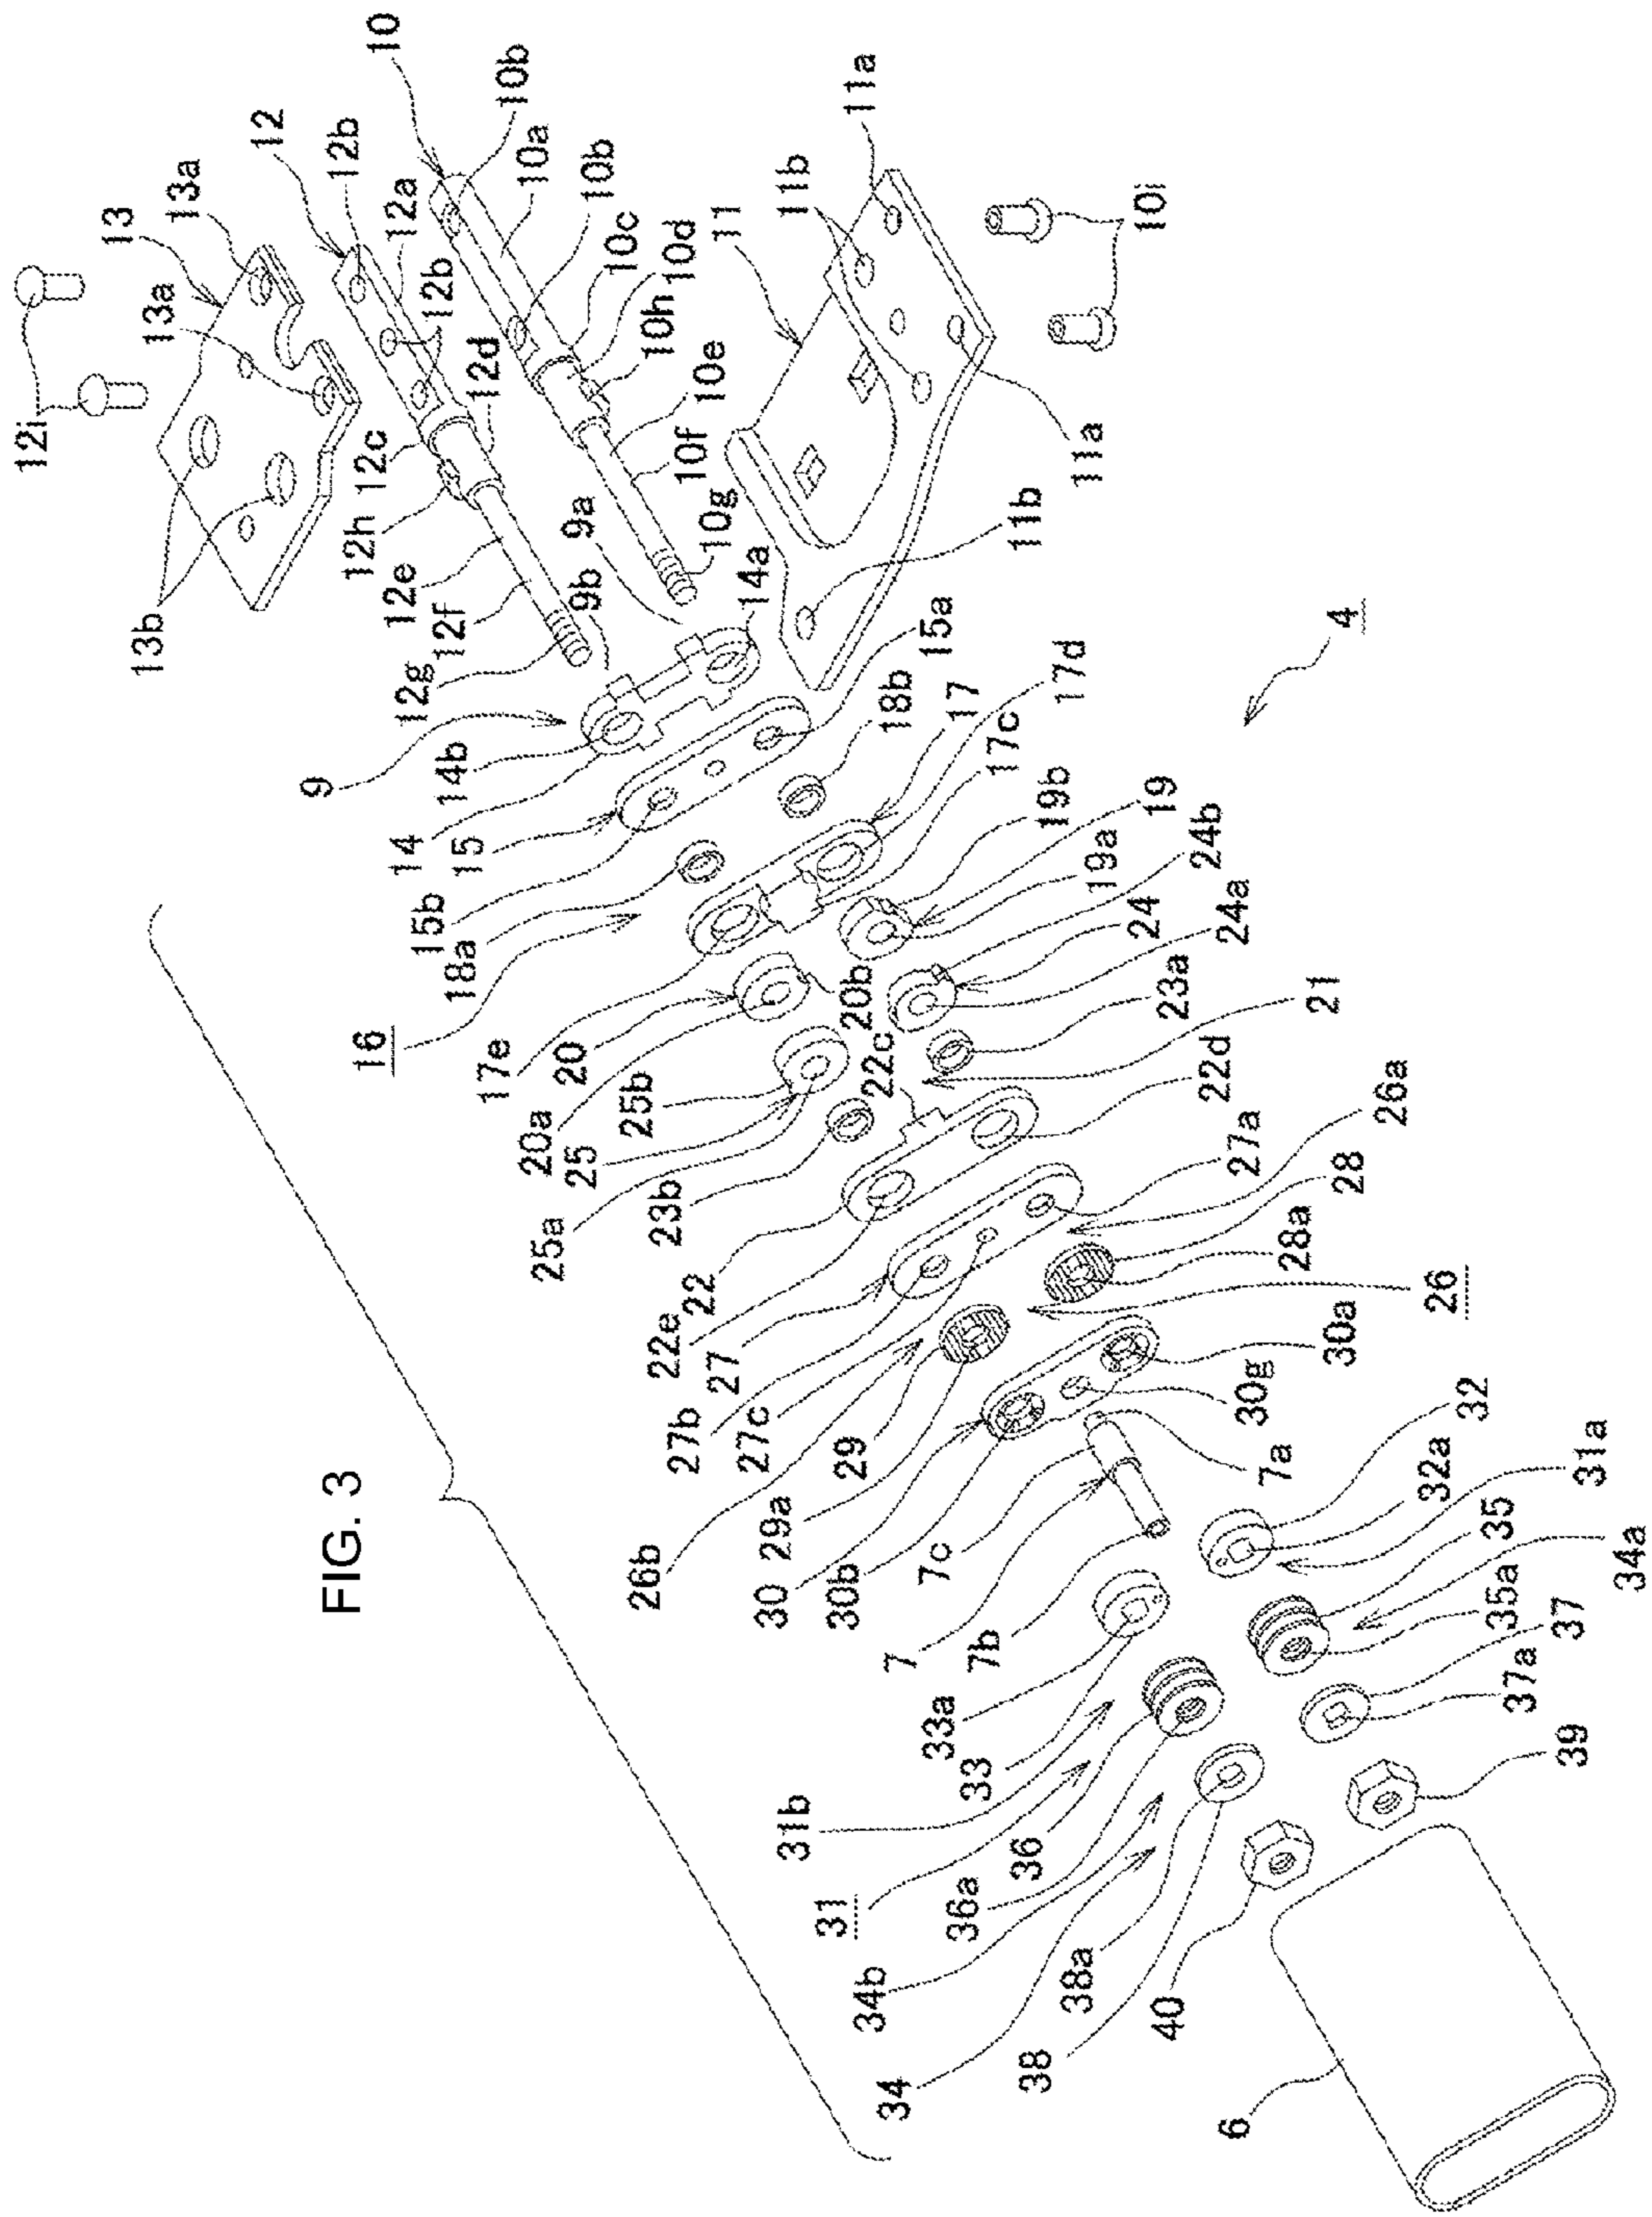 FIG. 3
4
6
7
7a
7b
7c
9
9a
9b
10
10a
10b
10b
10c
10d
10e
10f
10g
10h
10i
11
11a
11a
11b
11b
12
12a
12b
12b
12c
12d
12e
12f
12g
12h
12i
13
13a
13a
13b
14
14a
14b
15
15a
15b
16
17
17c
17d
17e
18a
18b
19
19a
19b
20
20a
20b
21
22
22c
22d
22e
23a
23b
24
24a
24b
25
25a
25b
26
26a
26b
27
27a
27b
27c
28
28a
29
29a
30
30a
30b
30g
31
31a
31b
32
32a
33
33a
34
34a
34b
35
35a
36
36a
37
37a
38
38a
39
40